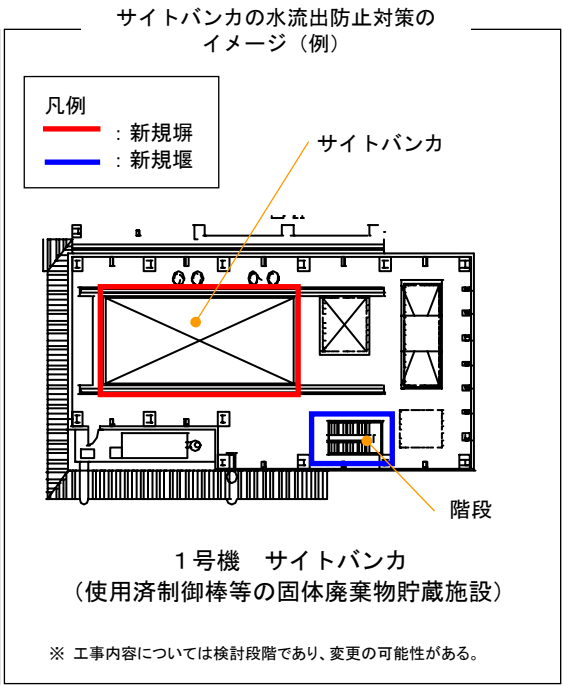 サイトバンカの水流出防止対策の
イメージ（例）
凡例
：新規塀
：新規堰
サイトバンカ
階段
１号機　サイトバンカ
（使用済制御棒等の固体廃棄物貯蔵施設）
※ 工事内容については検討段階であり、変更の可能性がある。